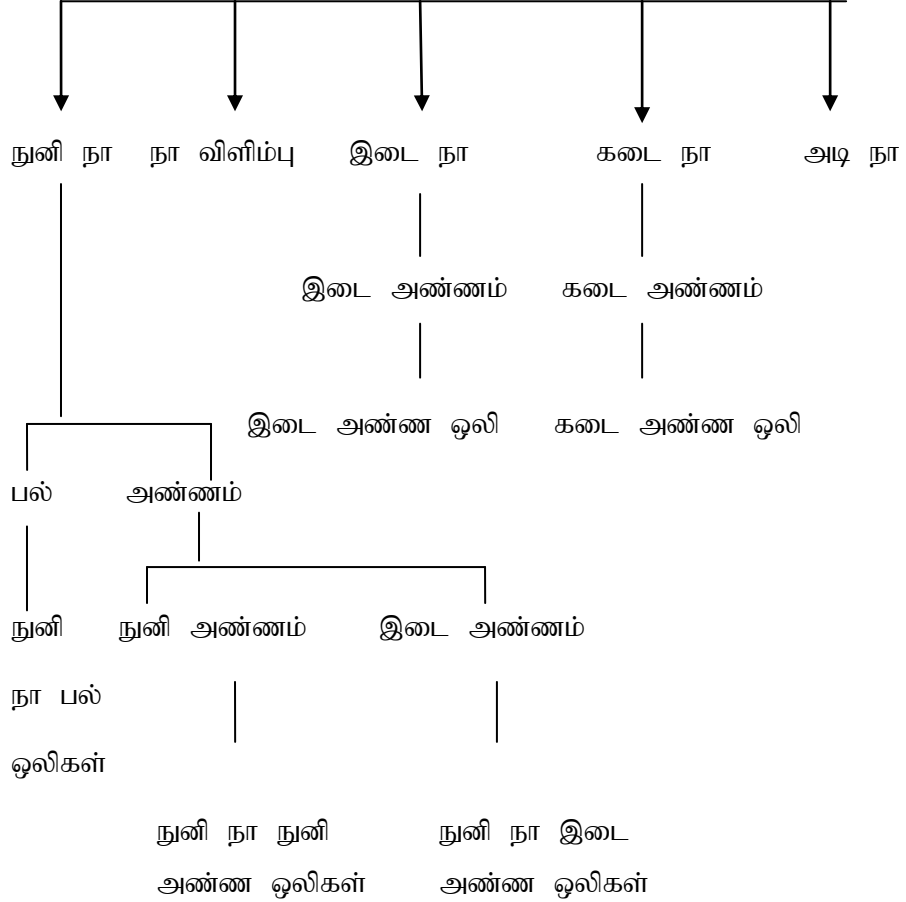 நுனி நா நா விளிம்பு இடை நா கடை நா அடி நா
இடை அண்ணம் கடை அண்ணம்
இடை அண்ண ஒலி கடை அண்ண ஒலி
பல் அண்ணம்
நுனி நுனி அண்ணம் இடை அண்ணம்
நா பல்
ஒலிகள்
நுனி நா நுனி நுனி நா இடை
அண்ண ஒலிகள் அண்ண ஒலிகள்